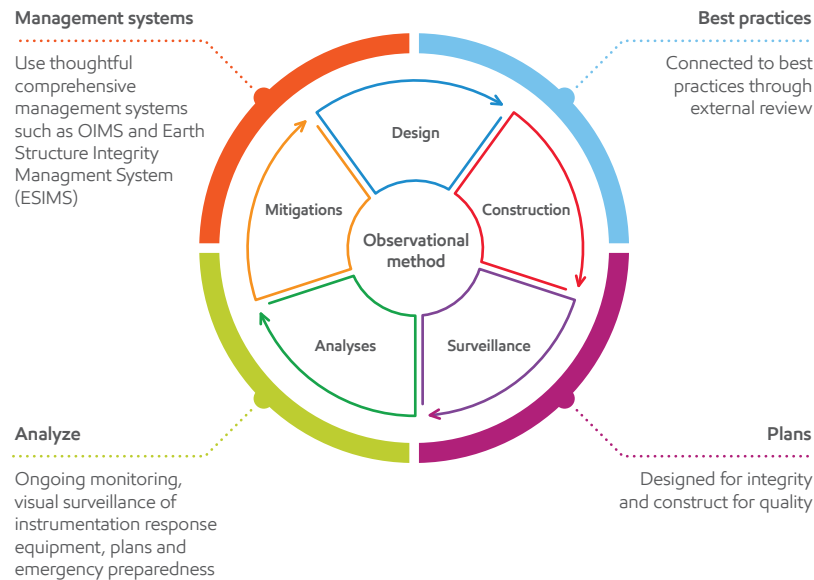 Management systems
Use thoughtful
comprehensive
management systems
such as OIMS and Earth
Structure Integrity
Managment System
(ESIMS)
Best practices
Connected to best
practices through
external review
Design
Mitigations
Construction
Observational
method
Analyses
Surveillance
Analyze
Ongoing monitoring,
visual surveillance of
instrumentation response
equipment, plans and
emergency preparedness
Plans
Designed for integrity
and construct for quality